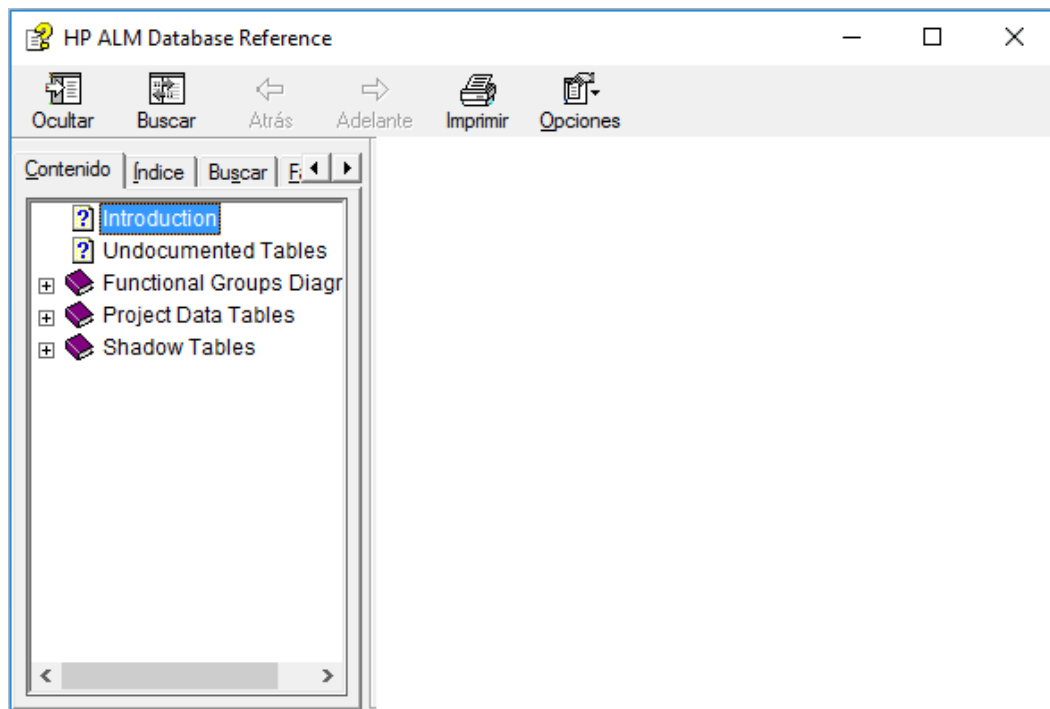 HP ALM Database Reference
Ocultar Buscar Atrás Adelante Imprimir Opciones
Contenido Índice Buscar
Introduction
Undocumented Tables
Functional Groups Diagr
Project Data Tables
Shadow Tables